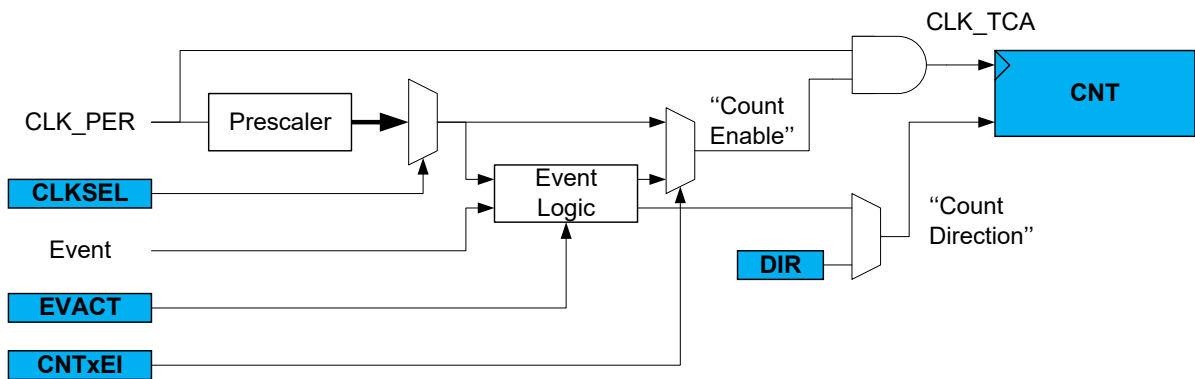 CLK_TCA
CNT
CLK_PER
Prescaler
‘‘Count
Enable’’
CLKSEL
Event
Logic
Event
DIR
‘‘Count
Direction’’
EVACT
CNTxEI